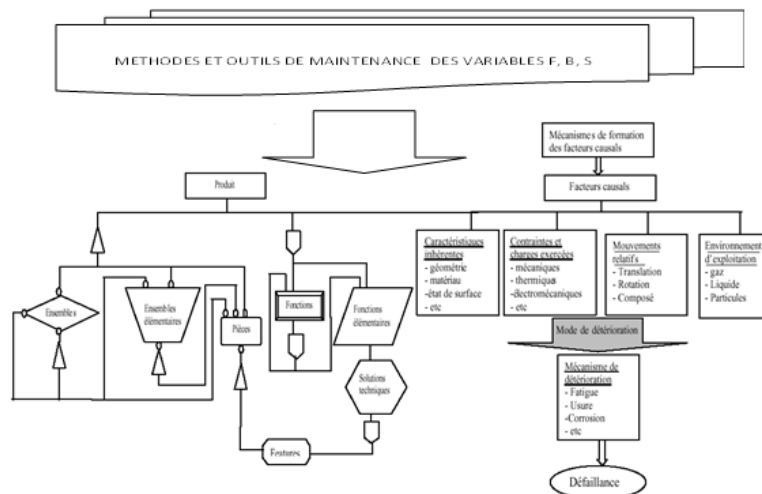 METHODES ET OUTILS DE MAINTENANCE DES VARIABLES F, B, S
Mécanismes de formation
des facteurs causals
Produit
Facteurs causals
Caractéristiques
inhérentes
- géométrie
- matériau
-état de surface
- etc
Contraintes et
charges exercées
- mécaniques
- thermiques
-électromécaniques
- etc
Mouvements
relatifs
- Translation
- Rotation
- Composé
Environnement
d'exploitation
- gaz
- Liquide
- Particules
Ensembles
Ensembles
élémentaires
Pièces
Fonctions
Fonctions
élémentaires
Solutions
techniques
Features
Mode de détérioration
Mécanisme de
détérioration
- Fatigue
- Usure
-Corrosion
- etc
Défaillance